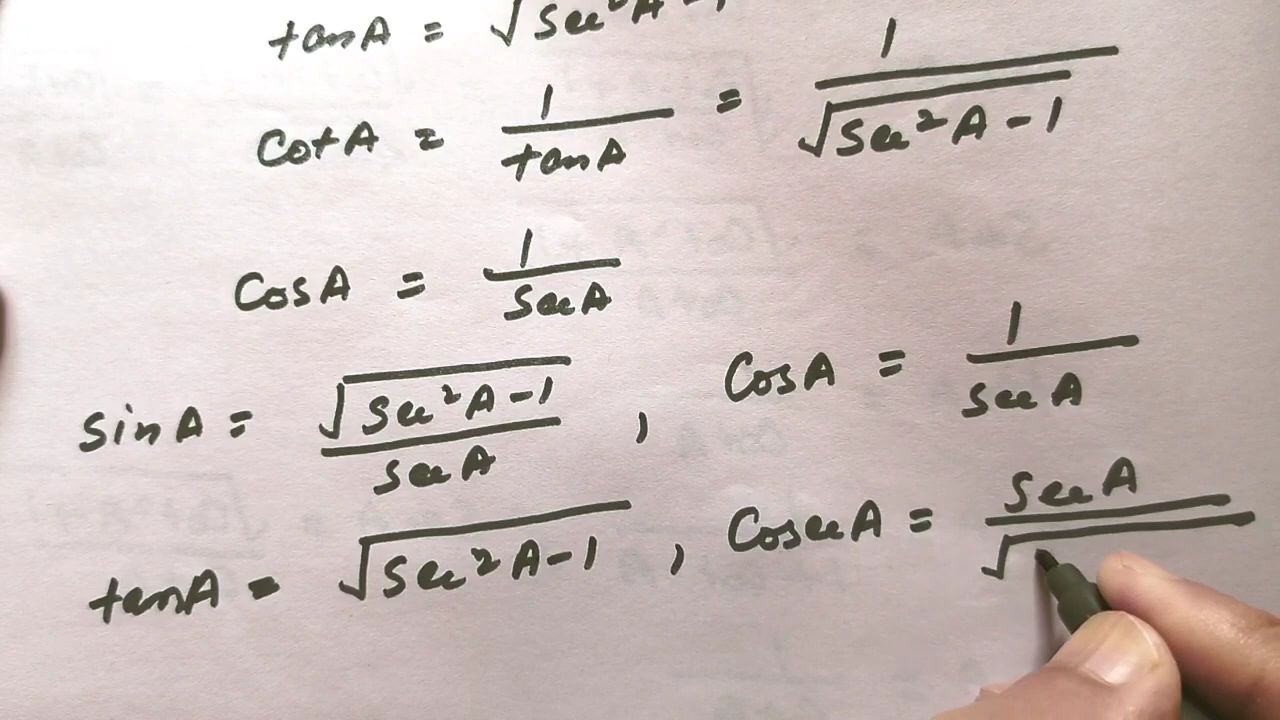 tanA = √sec²A-1
CotA = 1/tanA = 1/√Sec²A-1
CosA = 1/SecA
sinA = √Sec²A-1/secA , CosA = 1/secA
tanA = √Sec²A-1 , CosecA = SecA/√